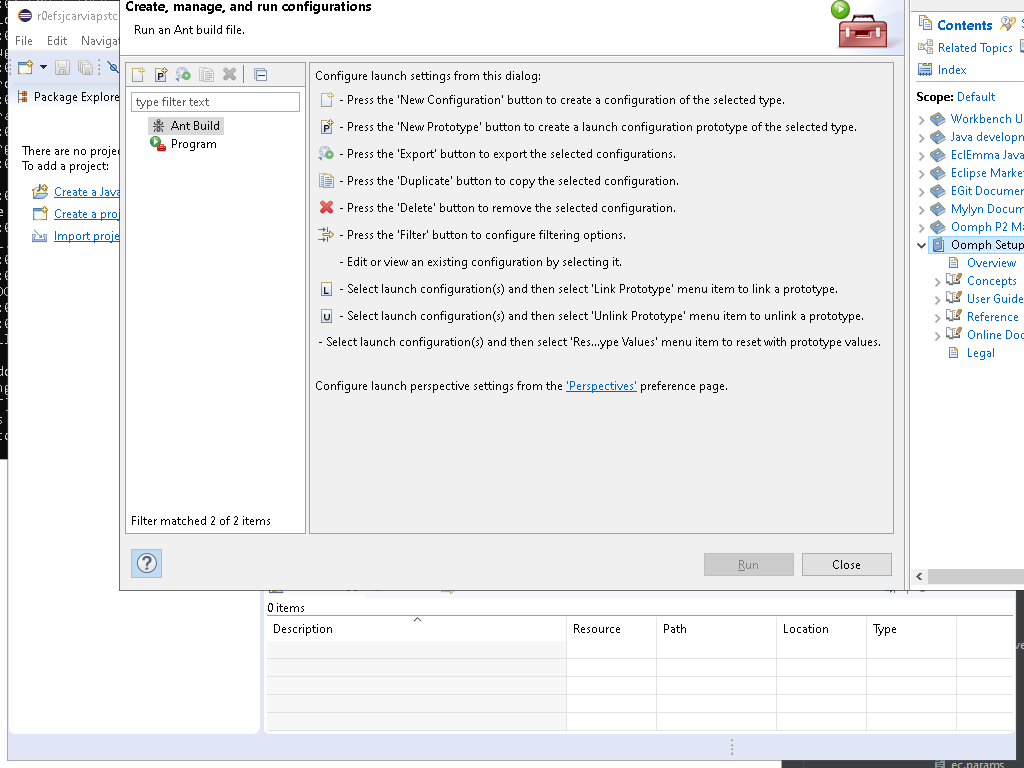 Create, manage, and run configurations
Run an Ant build file.
r0efsjcarviapstc
File Edit Naviga
Package Explore
There are no proje
To add a project:
Create a Java
Create a proj
Import proje
type filter text
Ant Build
Program
Filter matched 2 of 2 items
Configure launch settings from this dialog:
- Press the 'New Configuration' button to create a configuration of the selected type.
- Press the 'New Prototype' button to create a launch configuration prototype of the selected type.
- Press the 'Export' button to export the selected configurations.
- Press the 'Duplicate' button to copy the selected configuration.
- Press the 'Delete' button to remove the selected configuration.
- Press the 'Filter' button to configure filtering options.
- Edit or view an existing configuration by selecting it.
L - Select launch configuration(s) and then select 'Link Prototype' menu item to link a prototype.
U - Select launch configuration(s) and then select 'Unlink Prototype' menu item to unlink a prototype.
- Select launch configuration(s) and then select 'Res...ype Values' menu item to reset with prototype values.
Configure launch perspective settings from the 'Perspectives' preference page.
Run
Close
Contents
Related Topics
Index
Scope: Default
Workbench U
Java developm
EclEmma Java
Eclipse Marke
EGit Documer
Mylyn Docum
Oomph P2 Ma
Oomph Setup
Overview
Concepts
User Guide
Reference
Online Doc
Legal
0 items
Description Resource Path Location Type
ec.params